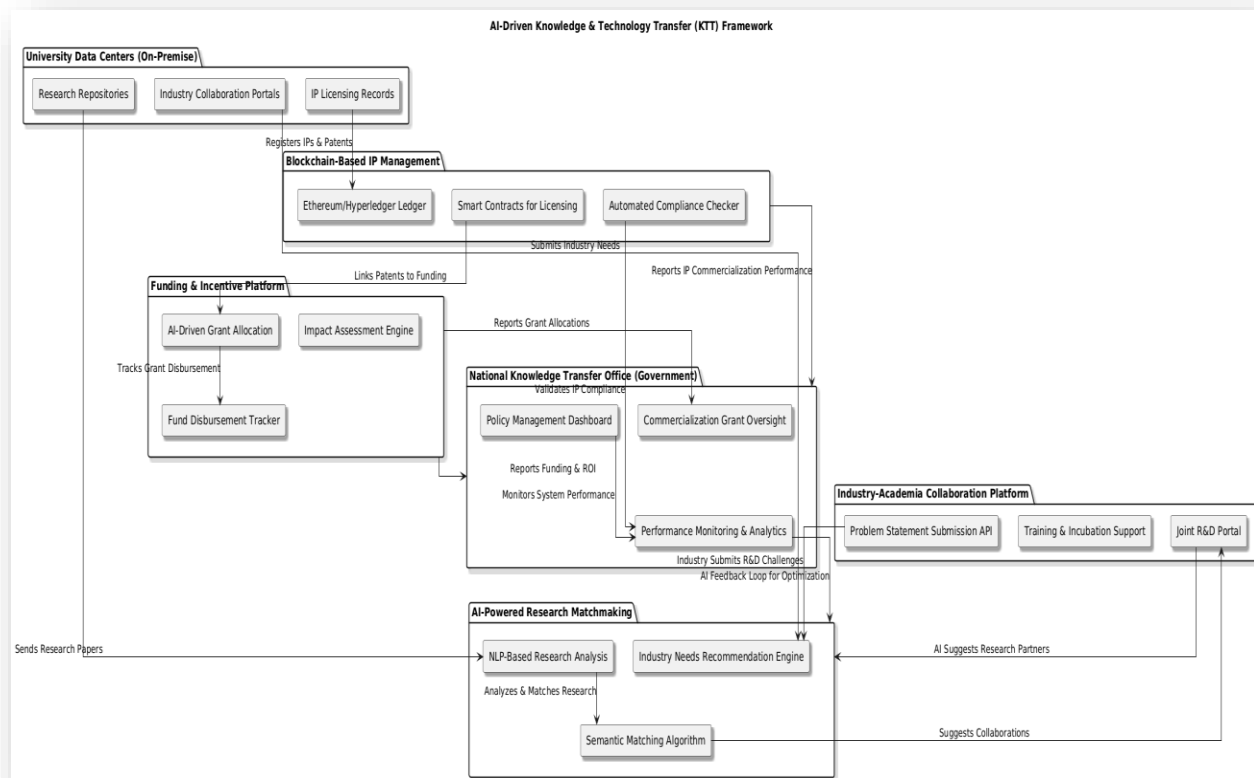 AI-Driven Knowledge & Technology Transfer (KTT) Framework
University Data Centers (On-Premise)
Research Repositories
Industry Collaboration Portals
IP Licensing Records
Registers IPs & Patents
Blockchain-Based IP Management
Ethereum/Hyperledger Ledger
Smart Contracts for Licensing
Automated Compliance Checker
Submits Industry Needs
Links Patents to Funding
Reports IP Commercialization Performance
Funding & Incentive Platform
AI-Driven Grant Allocation
Impact Assessment Engine
Reports Grant Allocations
Tracks Grant Disbursement
National Knowledge Transfer Office (Government)
Validates IP Compliance
Fund Disbursement Tracker
Policy Management Dashboard
Commercialization Grant Oversight
Reports Funding & ROI
Monitors System Performance
Industry-Academia Collaboration Platform
Performance Monitoring & Analytics
Problem Statement Submission API
Training & Incubation Support
Joint R&D Portal
Industry Submits R&D Challenges
AI Feedback Loop for Optimization
AI-Powered Research Matchmaking
Sends Research Papers
NLP-Based Research Analysis
Industry Needs Recommendation Engine
AI Suggests Research Partners
Analyzes & Matches Research
Semantic Matching Algorithm
Suggests Collaborations